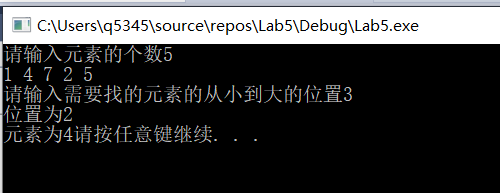 C:\Users\q5345\source\repos\Lab5\Debug\Lab5.exe
请输入元素的个数5
1 4 7 2 5
请输入需要找的元素的从小到大的位置3
位置为2
元素为4请按任意键继续. . .